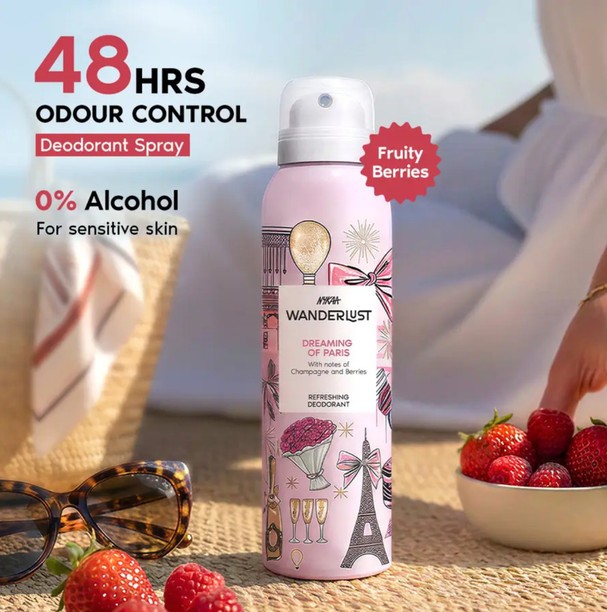 48HRS
ODOUR CONTROL
Deodorant Spray
0% Alcohol
For sensitive skin
Fruity
Berries
NYKAA
WANDERLUST
DREAMING
OF PARIS
With notes of
Champagne and Berries
REFRESHING
DEODORANT